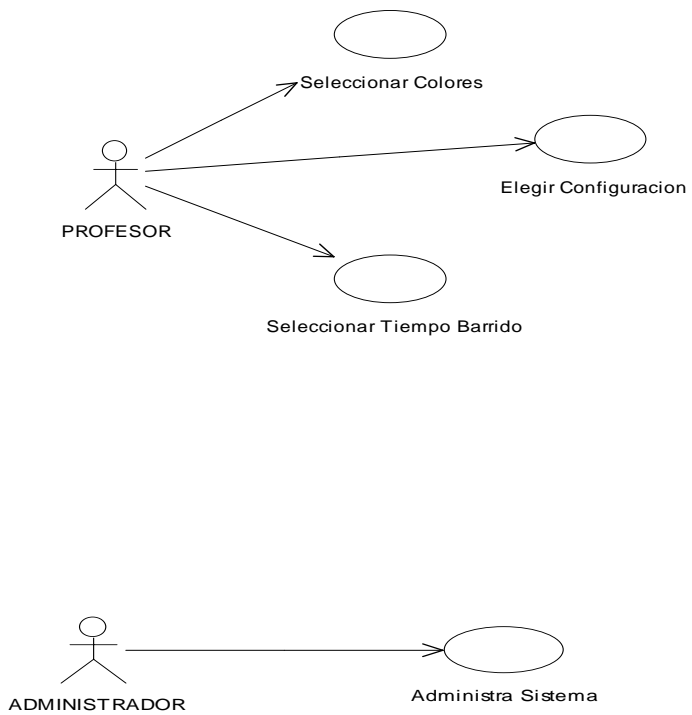 Seleccionar Colores
Elegir Configuracion
PROFESOR
Seleccionar Tiempo Barrido
Administra Sistema
ADMINISTRADOR